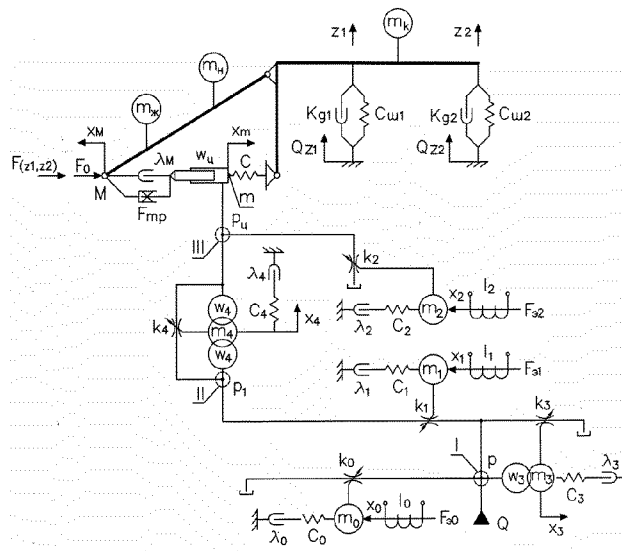 z1 mк z2
mн
mж Kg1 Cш1 Kg2 Cш2
xм xm Qz1 Qz2
F(z1,z2) F0 λм wц C
M Fтр m
pц
III k2
λ4 C4 x4 x2 l2
w4 m2 Fэ2
k4 m4 λ2 C2
w4 x1 l1
m1 Fэ1
II p1 λ1 C1
k1 k3
I p w3 m3 λ3
k0 C3
x0 l0
m0 Fэ0 Q x3
λ0 C0